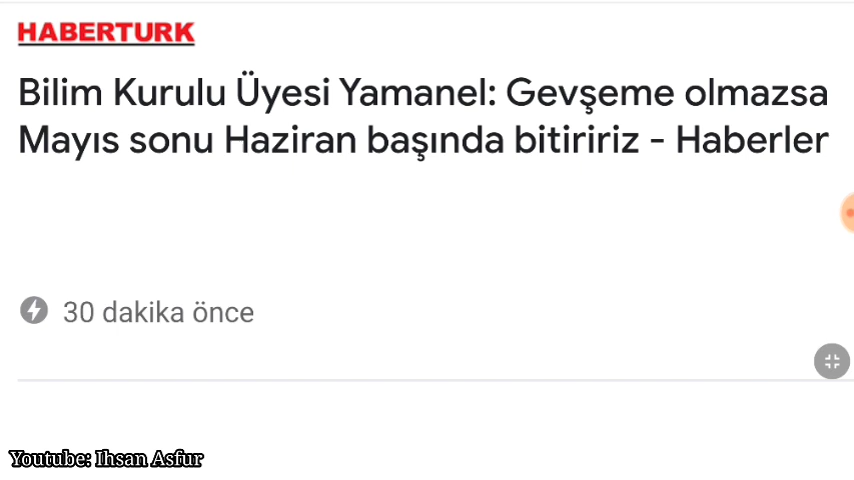 HABERTURK
Bilim Kurulu Üyesi Yamanel: Gevşeme olmazsa
Mayıs sonu Haziran başında bitiririz - Haberler
30 dakika önce
Youtube: Ihsan Asfur